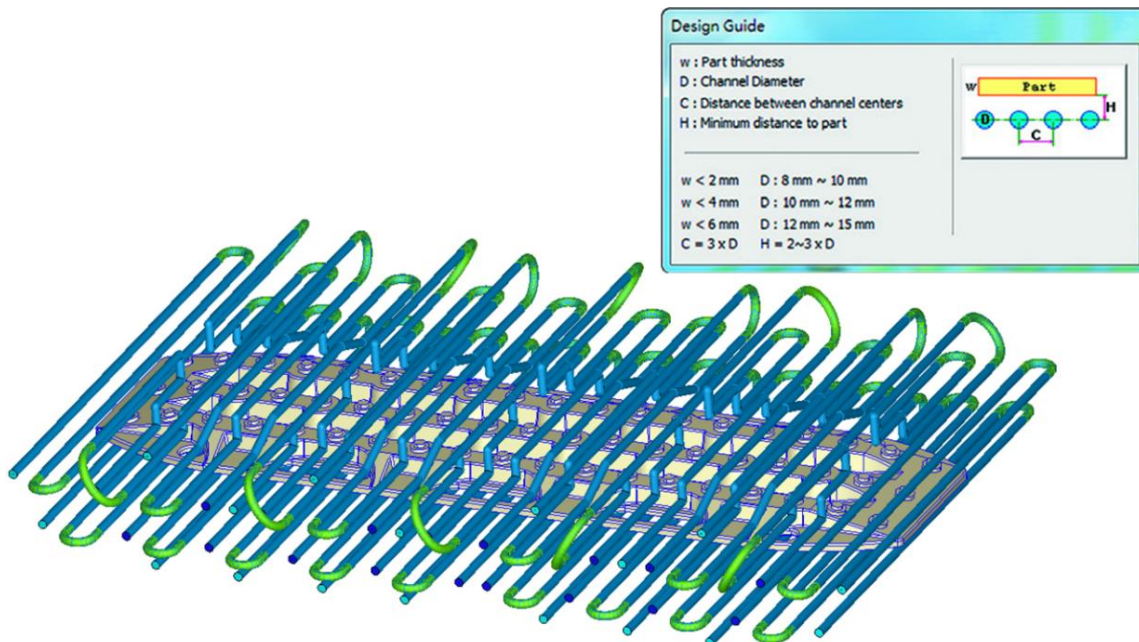 Design Guide
w : Part thickness
D : Channel Diameter
C : Distance between channel centers
H : Minimum distance to part
w < 2 mm D : 8 mm ~ 10 mm
w < 4 mm D : 10 mm ~ 12 mm
w < 6 mm D : 12 mm ~ 15 mm
C = 3 x D H = 2~3 x D
w Part
H
D
C